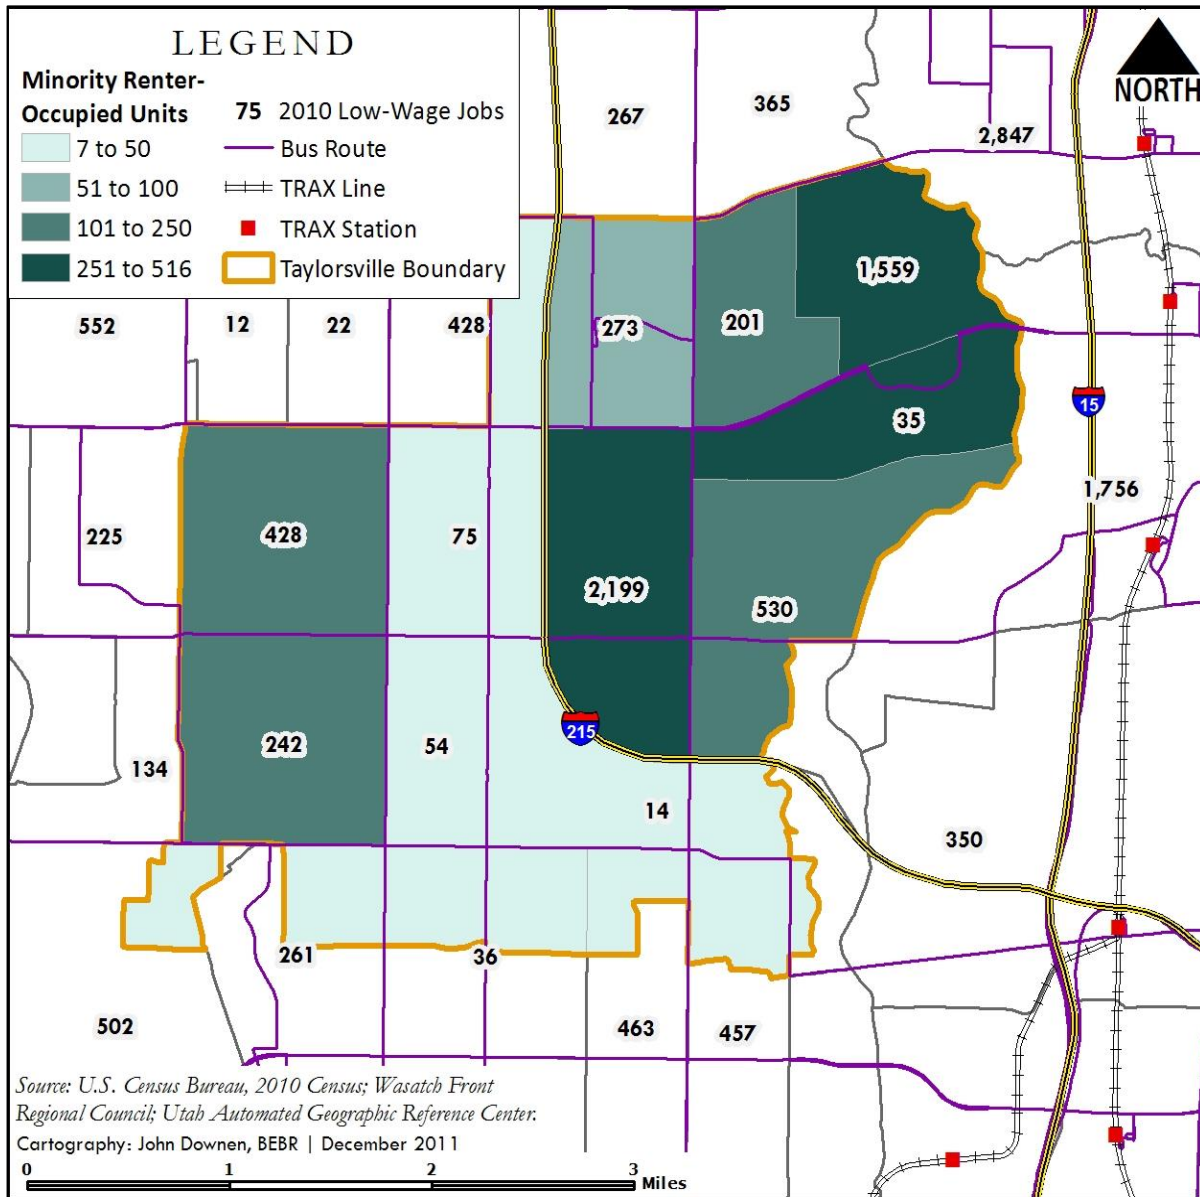 LEGEND
Minority Renter-
Occupied Units
7 to 50
51 to 100
101 to 250
251 to 516
75 2010 Low-Wage Jobs
Bus Route
TRAX Line
TRAX Station
Taylorsville Boundary
NORTH
267
365
2,847
1,559
552
12
22
428
273
201
15
35
1,756
225
428
75
2,199
530
215
134
242
54
14
350
261
36
502
463
457
Source: U.S. Census Bureau, 2010 Census; Wasatch Front
Regional Council; Utah Automated Geographic Reference Center.
Cartography: John Downen, BEBR | December 2011
0 1 2 3 Miles